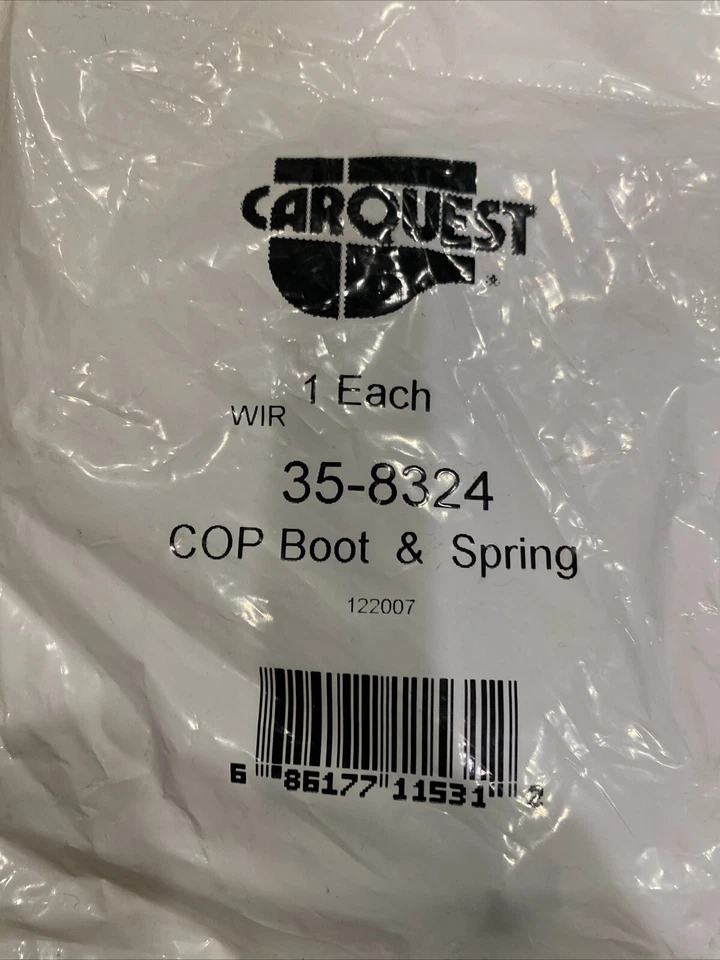 CARQUEST
®
1 Each
WIR
35-8324
COP Boot & Spring
122007
6 86177 11531 2